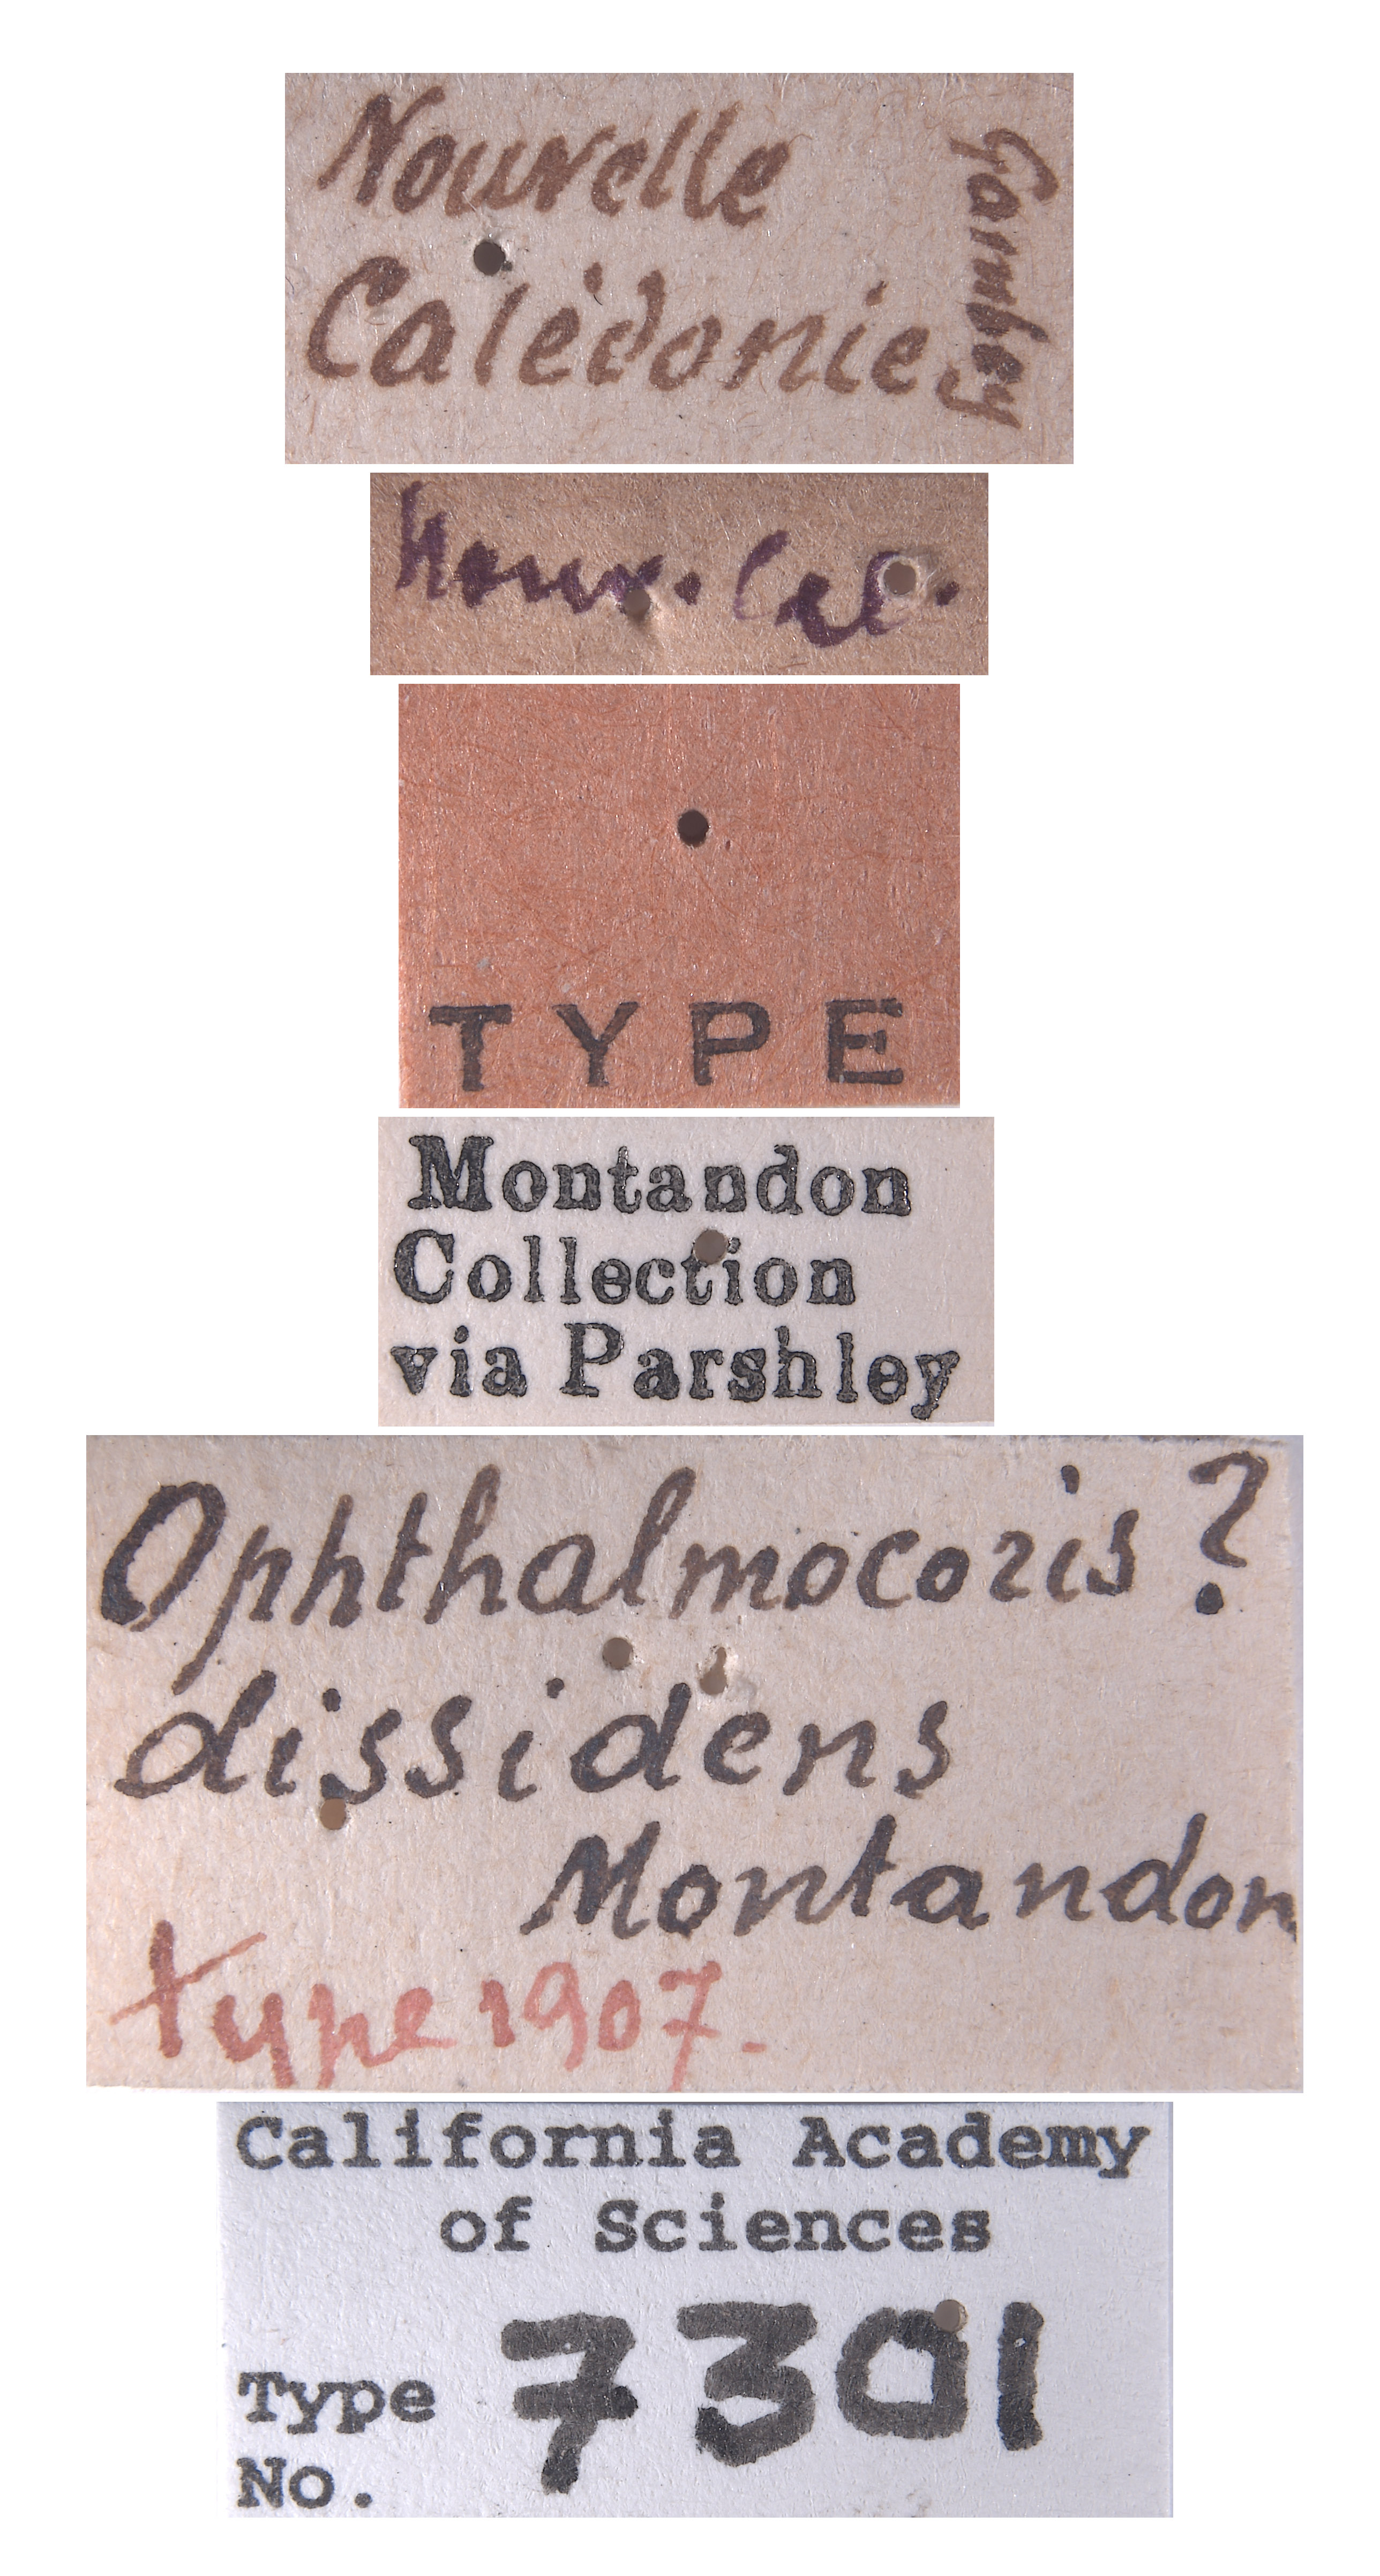 Nouvelle
Calédonie
Gambey
Nouv. Cal.
TYPE
Montandon
Collection
via Parshley
Ophthalmocoris?
dissidens
Montandon
type 1907.
California Academy
of Sciences
Type
No. 7301